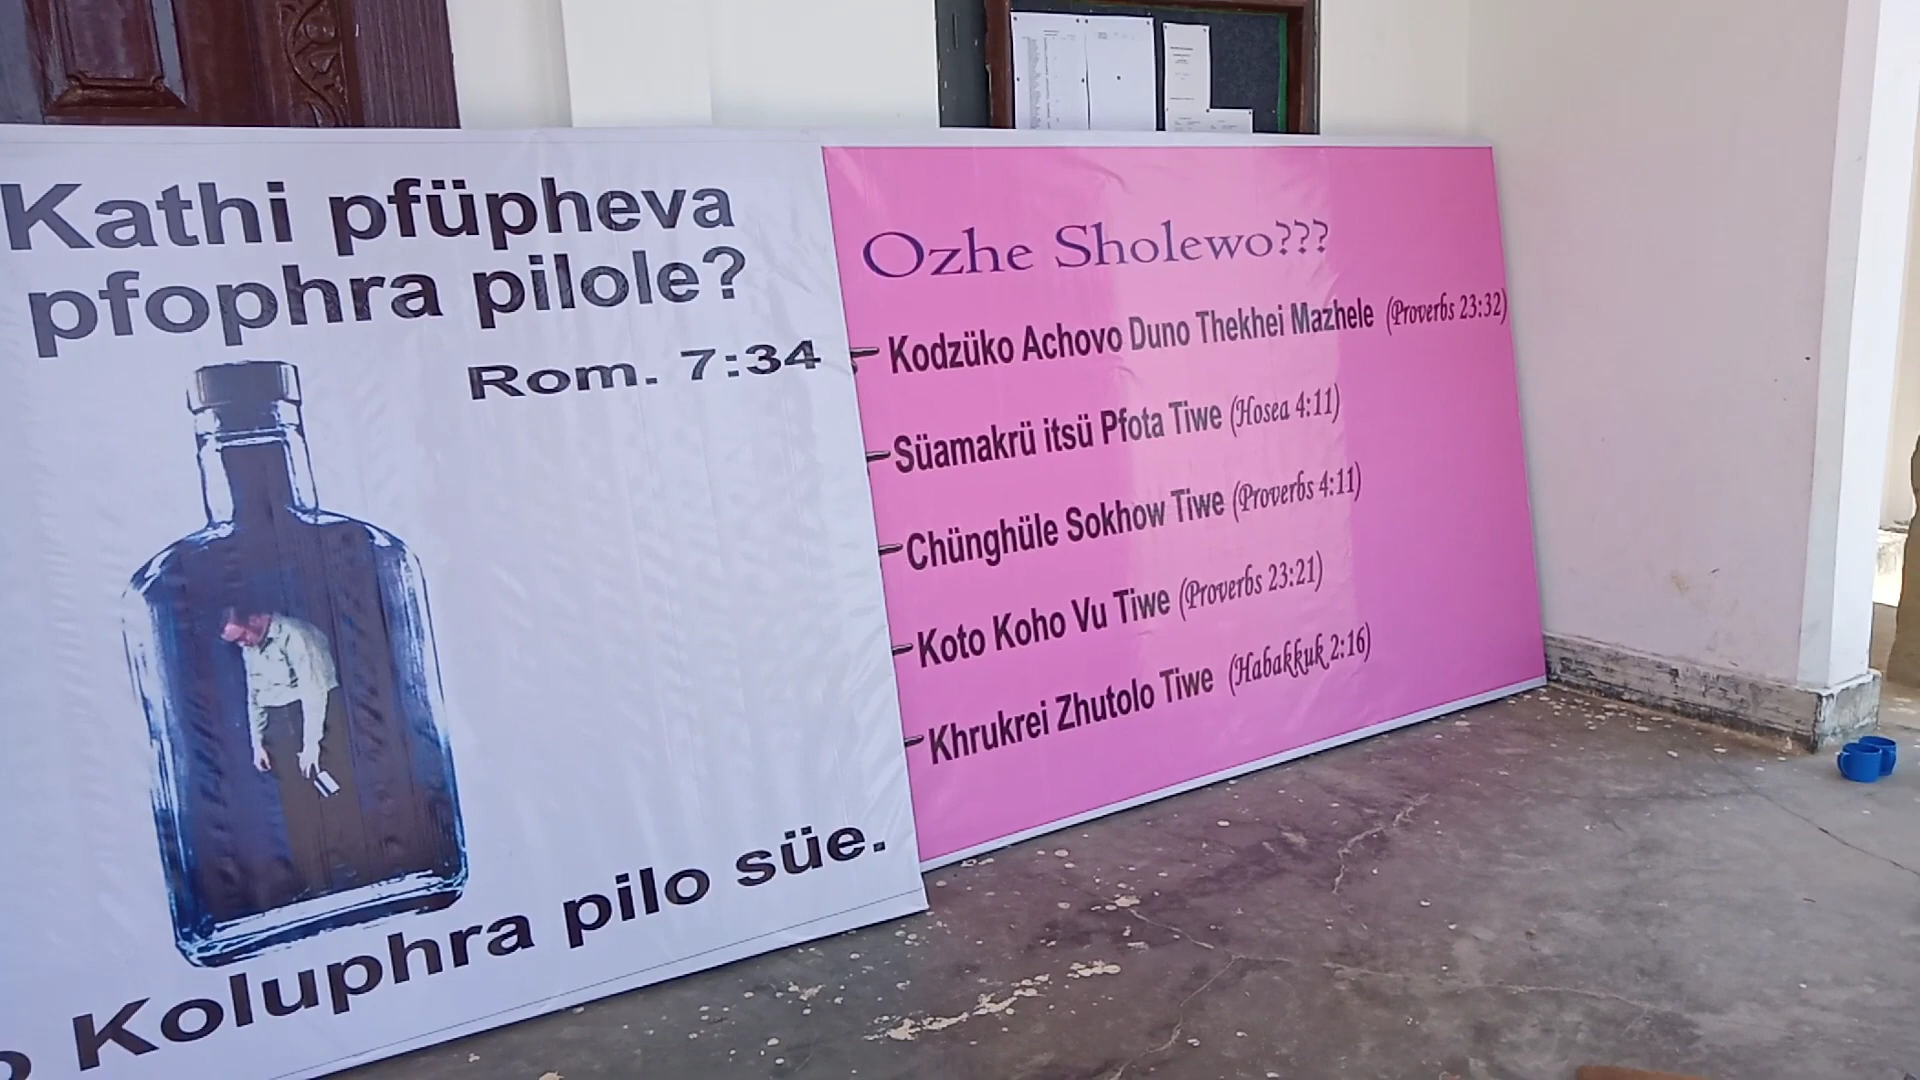 Kathi pfüpheva
pfophra pilole?
Rom. 7:34
Koluphra pilo süe.
Ozhe Sholewo???
Kodzüko Achovo Duno Thekhei Mazhele (Proverbs 23:32)
Süamakrü itsü Pfota Tiwe (Hosea 4:11)
Chünghüle Sokhow Tiwe (Proverbs 4:11)
Koto Koho Vu Tiwe (Proverbs 23:21)
Khrukrei Zhutolo Tiwe (Habakkuk 2:16)